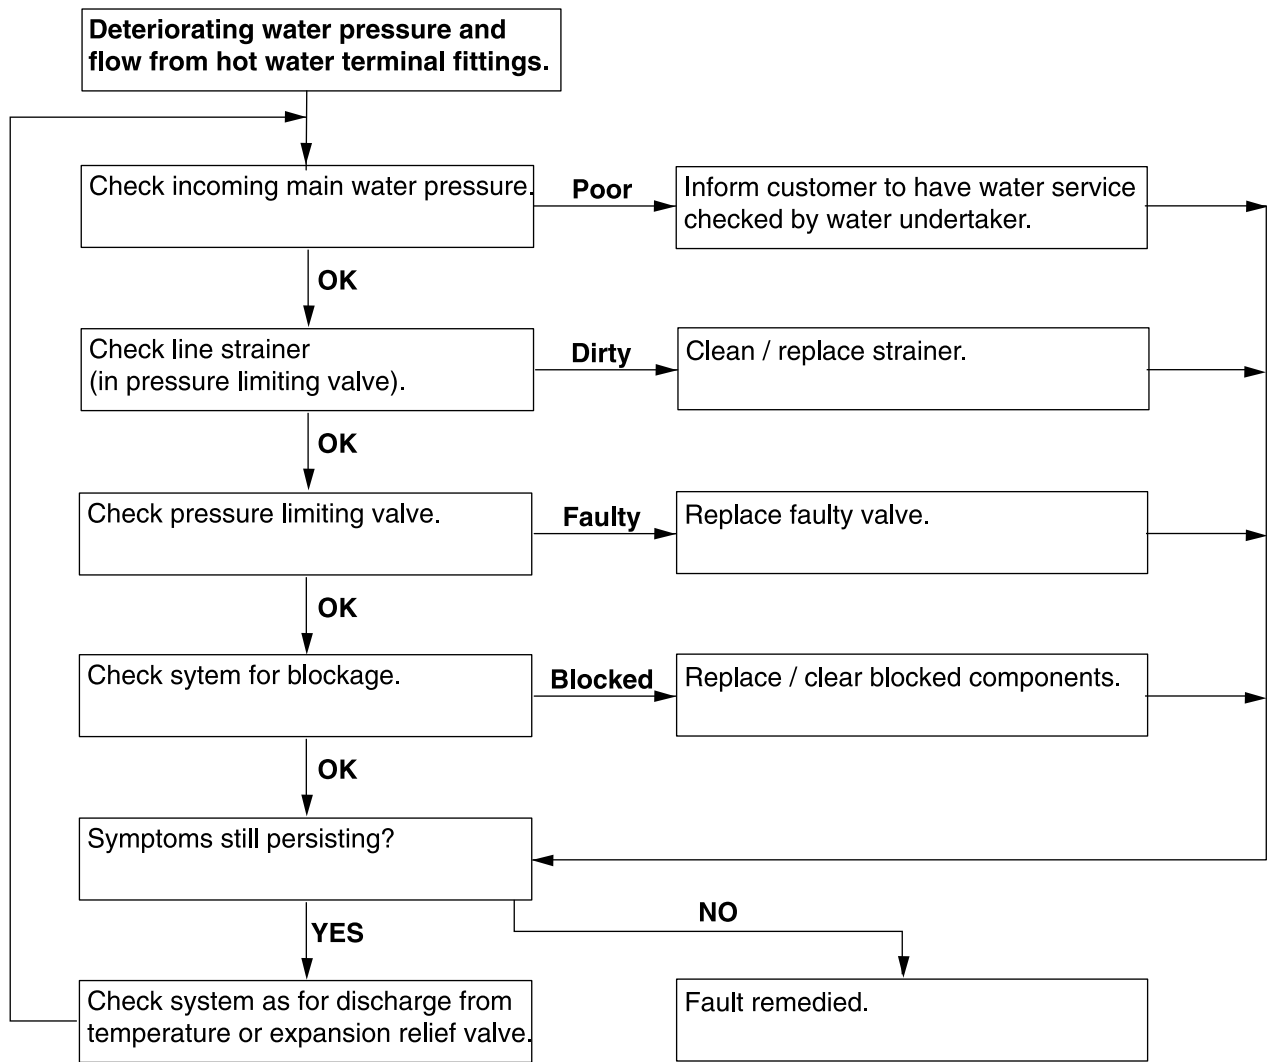 Deteriorating water pressure and
flow from hot water terminal fittings.
Check incoming main water pressure.
Poor
Inform customer to have water service
checked by water undertaker.
OK
Check line strainer
(in pressure limiting valve).
Dirty
Clean / replace strainer.
OK
Check pressure limiting valve.
Faulty
Replace faulty valve.
OK
Check sytem for blockage.
Blocked
Replace / clear blocked components.
OK
Symptoms still persisting?
NO
YES
Check system as for discharge from
temperature or expansion relief valve.
Fault remedied.